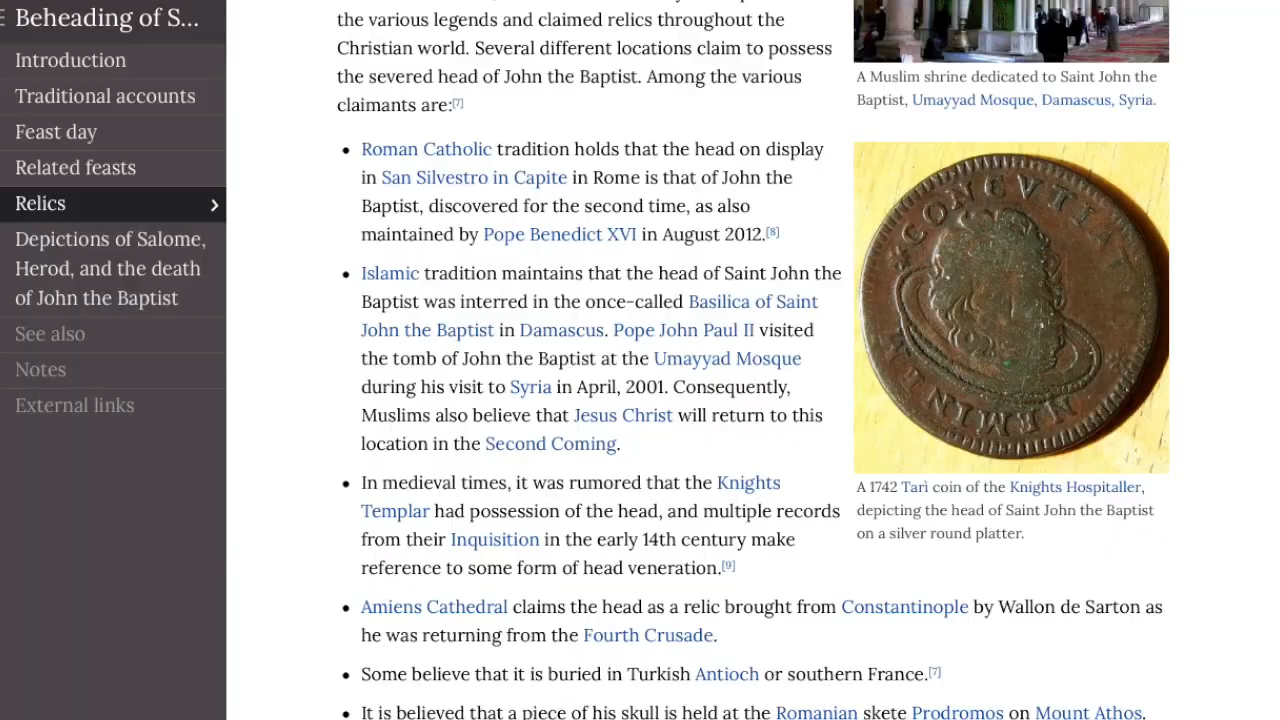 Beheading of S...
Introduction
Traditional accounts
Feast day
Related feasts
Relics
Depictions of Salome,
Herod, and the death
of John the Baptist
See also
Notes
External links
the various legends and claimed relics throughout the
Christian world. Several different locations claim to possess
the severed head of John the Baptist. Among the various
claimants are:[7]
• Roman Catholic tradition holds that the head on display
in San Silvestro in Capite in Rome is that of John the
Baptist, discovered for the second time, as also
maintained by Pope Benedict XVI in August 2012.[8]
• Islamic tradition maintains that the head of Saint John the
Baptist was interred in the once-called Basilica of Saint
John the Baptist in Damascus. Pope John Paul II visited
the tomb of John the Baptist at the Umayyad Mosque
during his visit to Syria in April, 2001. Consequently,
Muslims also believe that Jesus Christ will return to this
location in the Second Coming.
• In medieval times, it was rumored that the Knights
Templar had possession of the head, and multiple records
from their Inquisition in the early 14th century make
reference to some form of head veneration.[9]
• Amiens Cathedral claims the head as a relic brought from Constantinople by Wallon de Sarton as
he was returning from the Fourth Crusade.
• Some believe that it is buried in Turkish Antioch or southern France.[7]
• It is believed that a piece of his skull is held at the Romanian skete Prodromos on Mount Athos.
A Muslim shrine dedicated to Saint John the
Baptist, Umayyad Mosque, Damascus, Syria.
A 1742 Tarì coin of the Knights Hospitaller,
depicting the head of Saint John the Baptist
on a silver round platter.